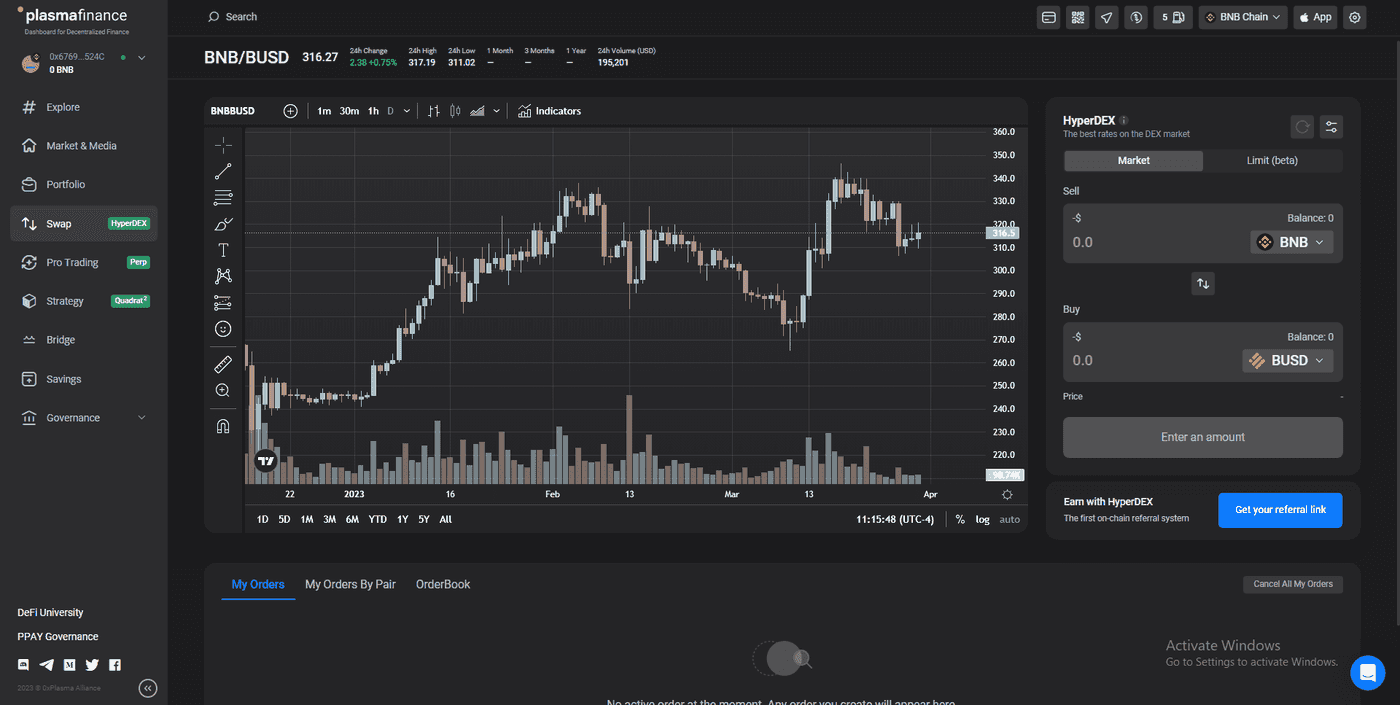 plasmafinance
Dashboard for Decentralized Finance
0x6769...524C
0 BNB
Explore
Market & Media
Portfolio
Swap HyperDEX
Pro Trading Perp
Strategy Quadrat²
Bridge
Savings
Governance
DeFi University
PPAY Governance
2023 © 0xPlasma Alliance
Search
5 BNB Chain App
BNB/BUSD 316.27
24h Change 24h High 24h Low 1 Month 3 Months 1 Year 24h Volume (USD)
2.38 +0.75% 317.19 311.02 – – – 195,201
BNBBUSD 1m 30m 1h D Indicators
360.0
350.0
340.0
330.0
320.0
316.5
310.0
300.0
290.0
280.0
270.0
260.0
250.0
240.0
230.0
220.0
22 2023 16 Feb 13 Mar 13 Apr
1D 5D 1M 3M 6M YTD 1Y 5Y All 11:15:48 (UTC-4) % log auto
HyperDEX
The best rates on the DEX market
Market Limit (beta)
Sell
-$ Balance: 0
0.0 BNB
Buy
-$ Balance: 0
0.0 BUSD
Price -
Enter an amount
Earn with HyperDEX
The first on-chain referral system
Get your referral link
My Orders My Orders By Pair OrderBook Cancel All My Orders
No active order at the moment. Any order you create will appear here
Activate Windows
Go to Settings to activate Windows.